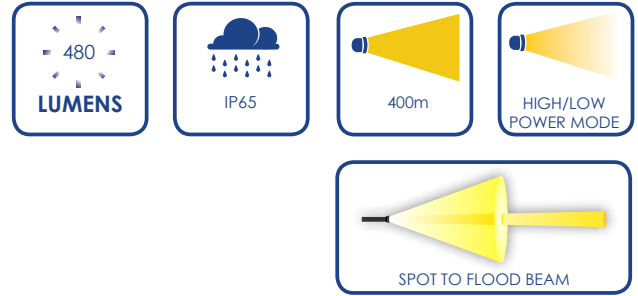 480
LUMENS
IP65
400m
HIGH/LOW
POWER MODE
SPOT TO FLOOD BEAM